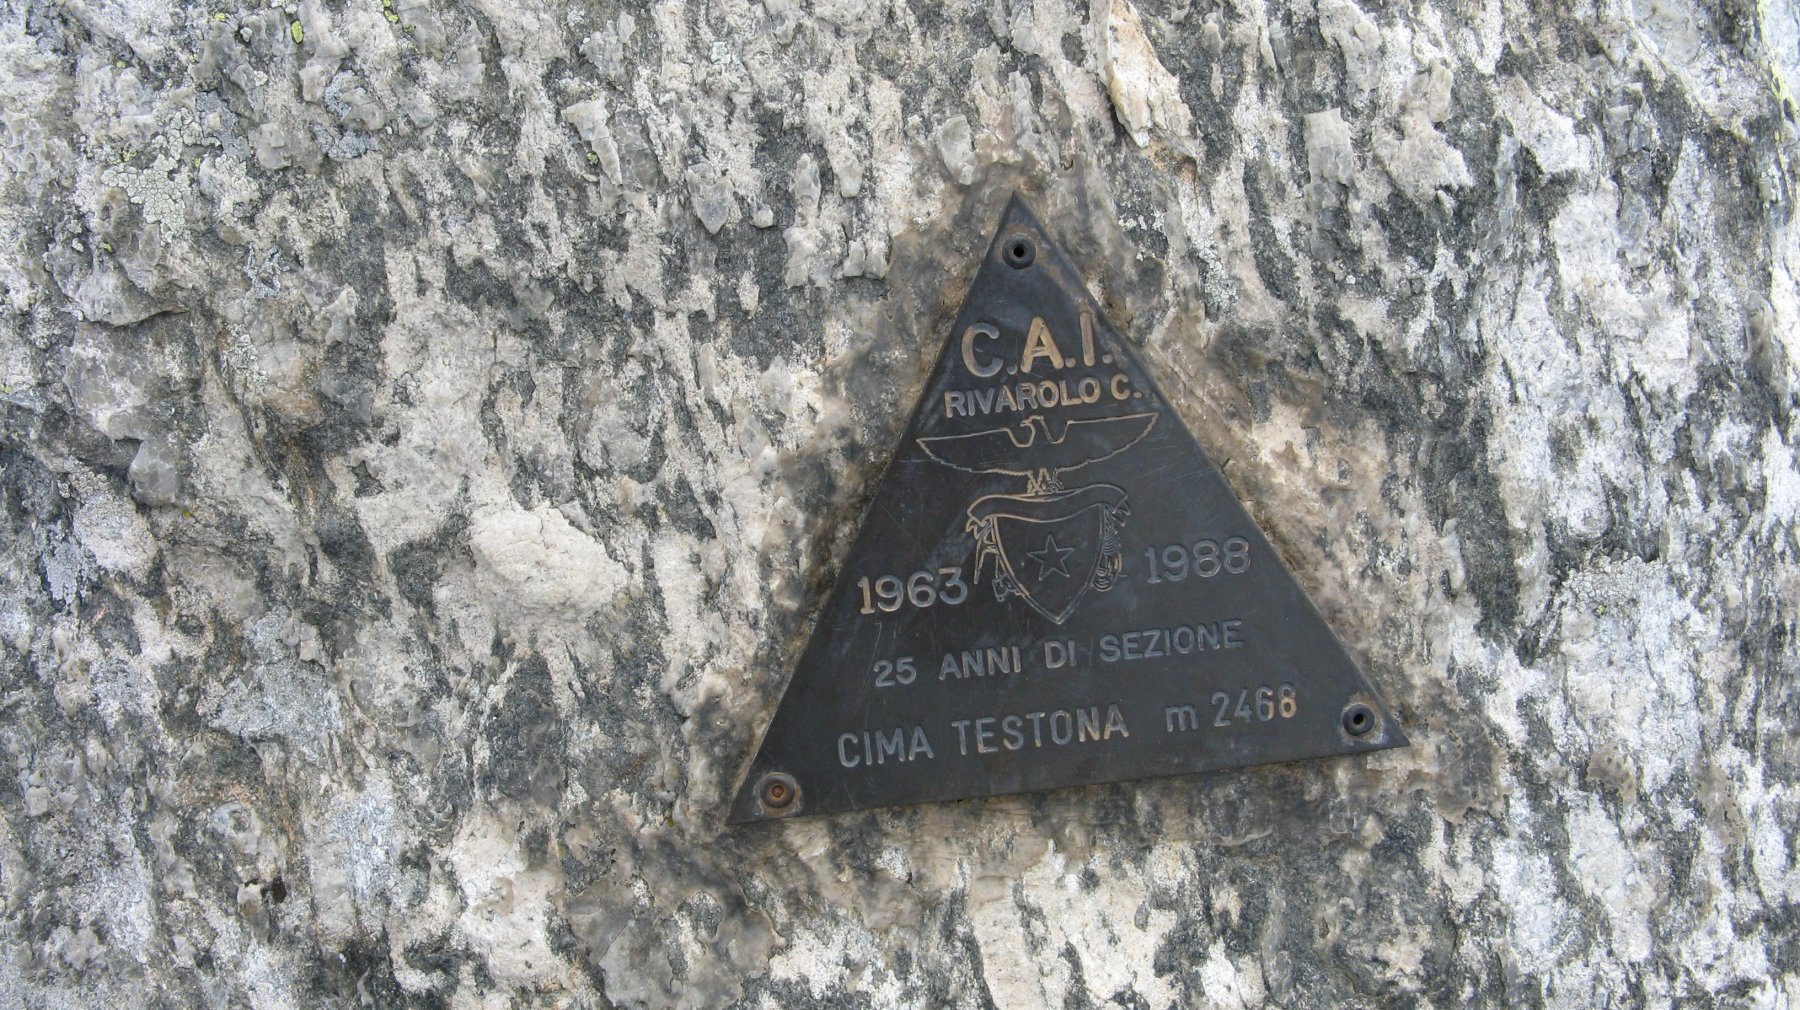 C.A.I.
RIVAROLO C.
1963 1988
25 ANNI DI SEZIONE
CIMA TESTONA m 2468